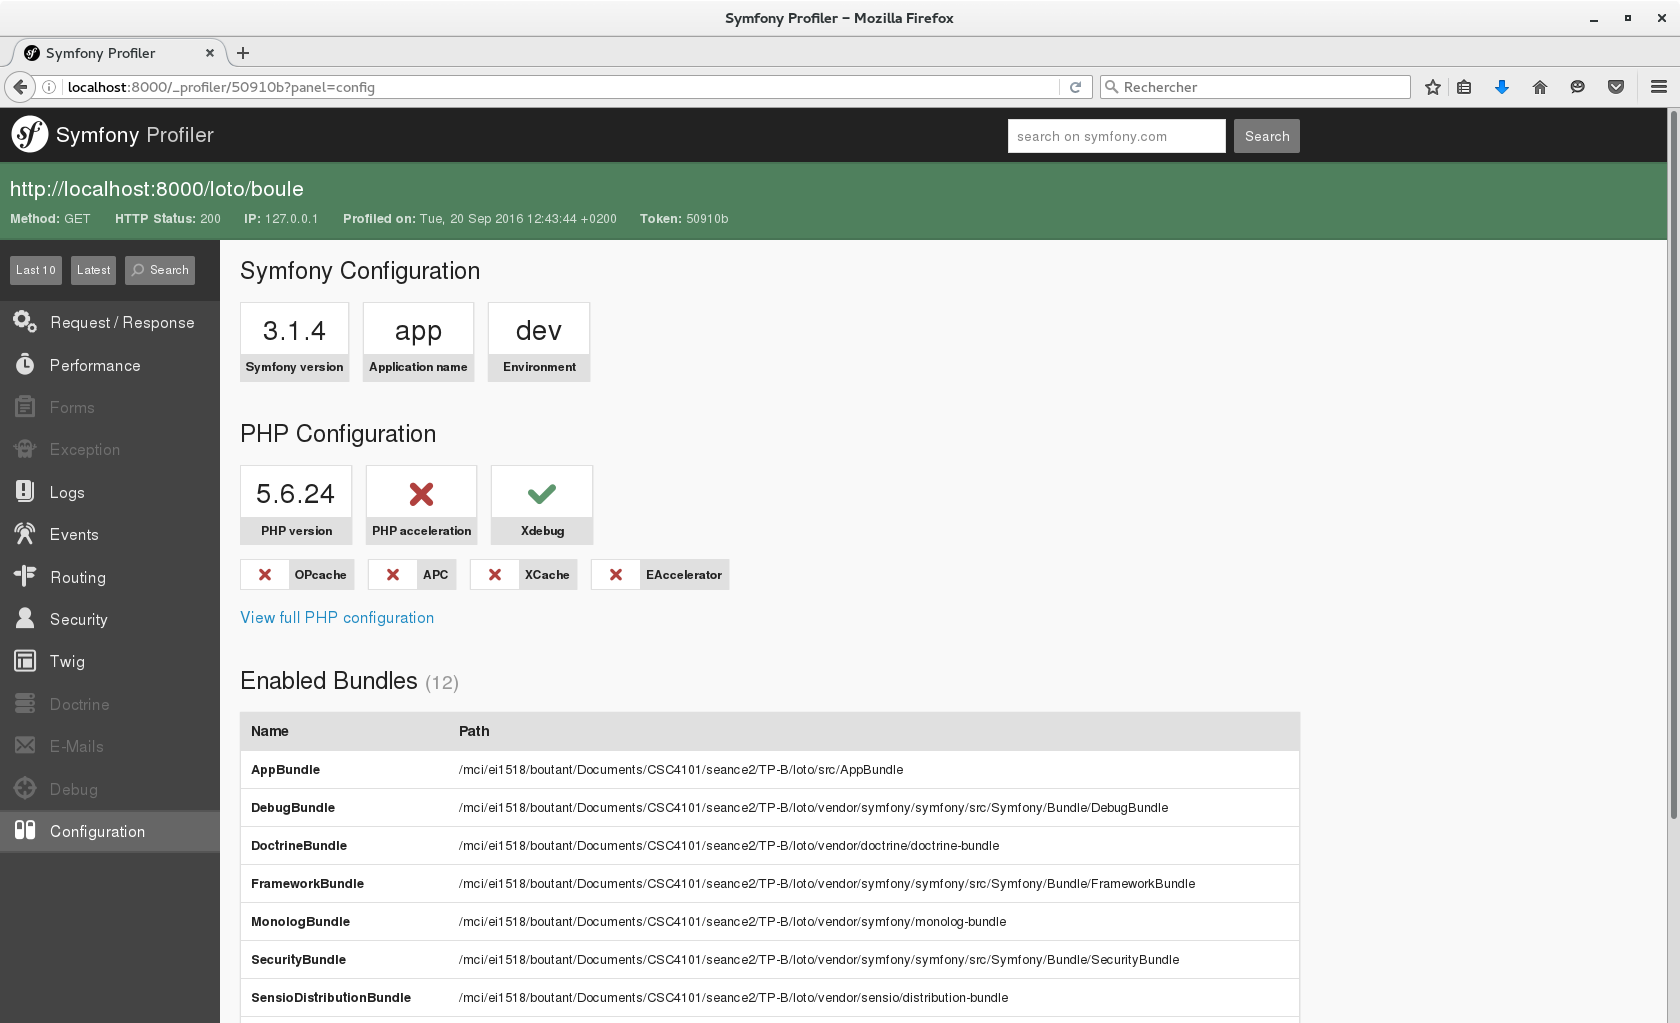 Symfony Profiler – Mozilla Firefox
Symfony Profiler
localhost:8000/_profiler/50910b?panel=config
Rechercher
sf Symfony Profiler
search on symfony.com
Search
http://localhost:8000/loto/boule
Method: GET HTTP Status: 200 IP: 127.0.0.1 Profiled on: Tue, 20 Sep 2016 12:43:44 +0200 Token: 50910b
Last 10 Latest Search
Request / Response
Performance
Forms
Exception
Logs
Events
Routing
Security
Twig
Doctrine
E-Mails
Debug
Configuration
Symfony Configuration
3.1.4 app dev
Symfony version Application name Environment
PHP Configuration
5.6.24
PHP version PHP acceleration Xdebug
OPcache APC XCache EAccelerator
View full PHP configuration
Enabled Bundles (12)
Name Path
AppBundle /mci/ei1518/boutant/Documents/CSC4101/seance2/TP-B/loto/src/AppBundle
DebugBundle /mci/ei1518/boutant/Documents/CSC4101/seance2/TP-B/loto/vendor/symfony/symfony/src/Symfony/Bundle/DebugBundle
DoctrineBundle /mci/ei1518/boutant/Documents/CSC4101/seance2/TP-B/loto/vendor/doctrine/doctrine-bundle
FrameworkBundle /mci/ei1518/boutant/Documents/CSC4101/seance2/TP-B/loto/vendor/symfony/symfony/src/Symfony/Bundle/FrameworkBundle
MonologBundle /mci/ei1518/boutant/Documents/CSC4101/seance2/TP-B/loto/vendor/symfony/monolog-bundle
SecurityBundle /mci/ei1518/boutant/Documents/CSC4101/seance2/TP-B/loto/vendor/symfony/symfony/src/Symfony/Bundle/SecurityBundle
SensioDistributionBundle /mci/ei1518/boutant/Documents/CSC4101/seance2/TP-B/loto/vendor/sensio/distribution-bundle